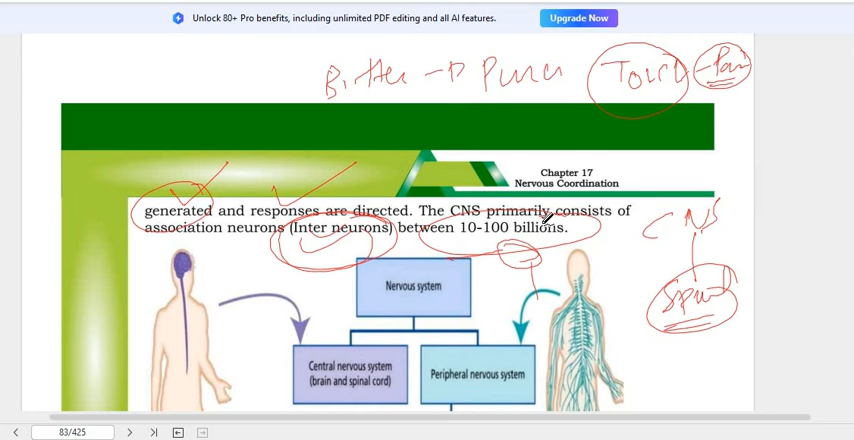 Unlock 80+ Pro benefits, including unlimited PDF editing and all AI features. Upgrade Now
Touch
Chapter 17
Nervous Coordination
generated and responses are directed. The CNS primarily consists of
association neurons (Inter neurons) between 10-100 billions.
CNS
Nervous system
Central nervous system
(brain and spinal cord)
Peripheral nervous system
83/425